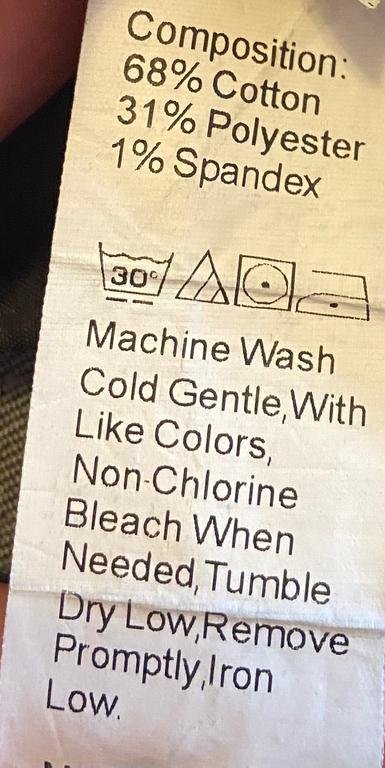 Composition:
68% Cotton
31% Polyester
1% Spandex
30°
Machine Wash
Cold Gentle,With
Like Colors,
Non-Chlorine
Bleach When
Needed,Tumble
Dry Low,Remove
Promptly,Iron
Low.